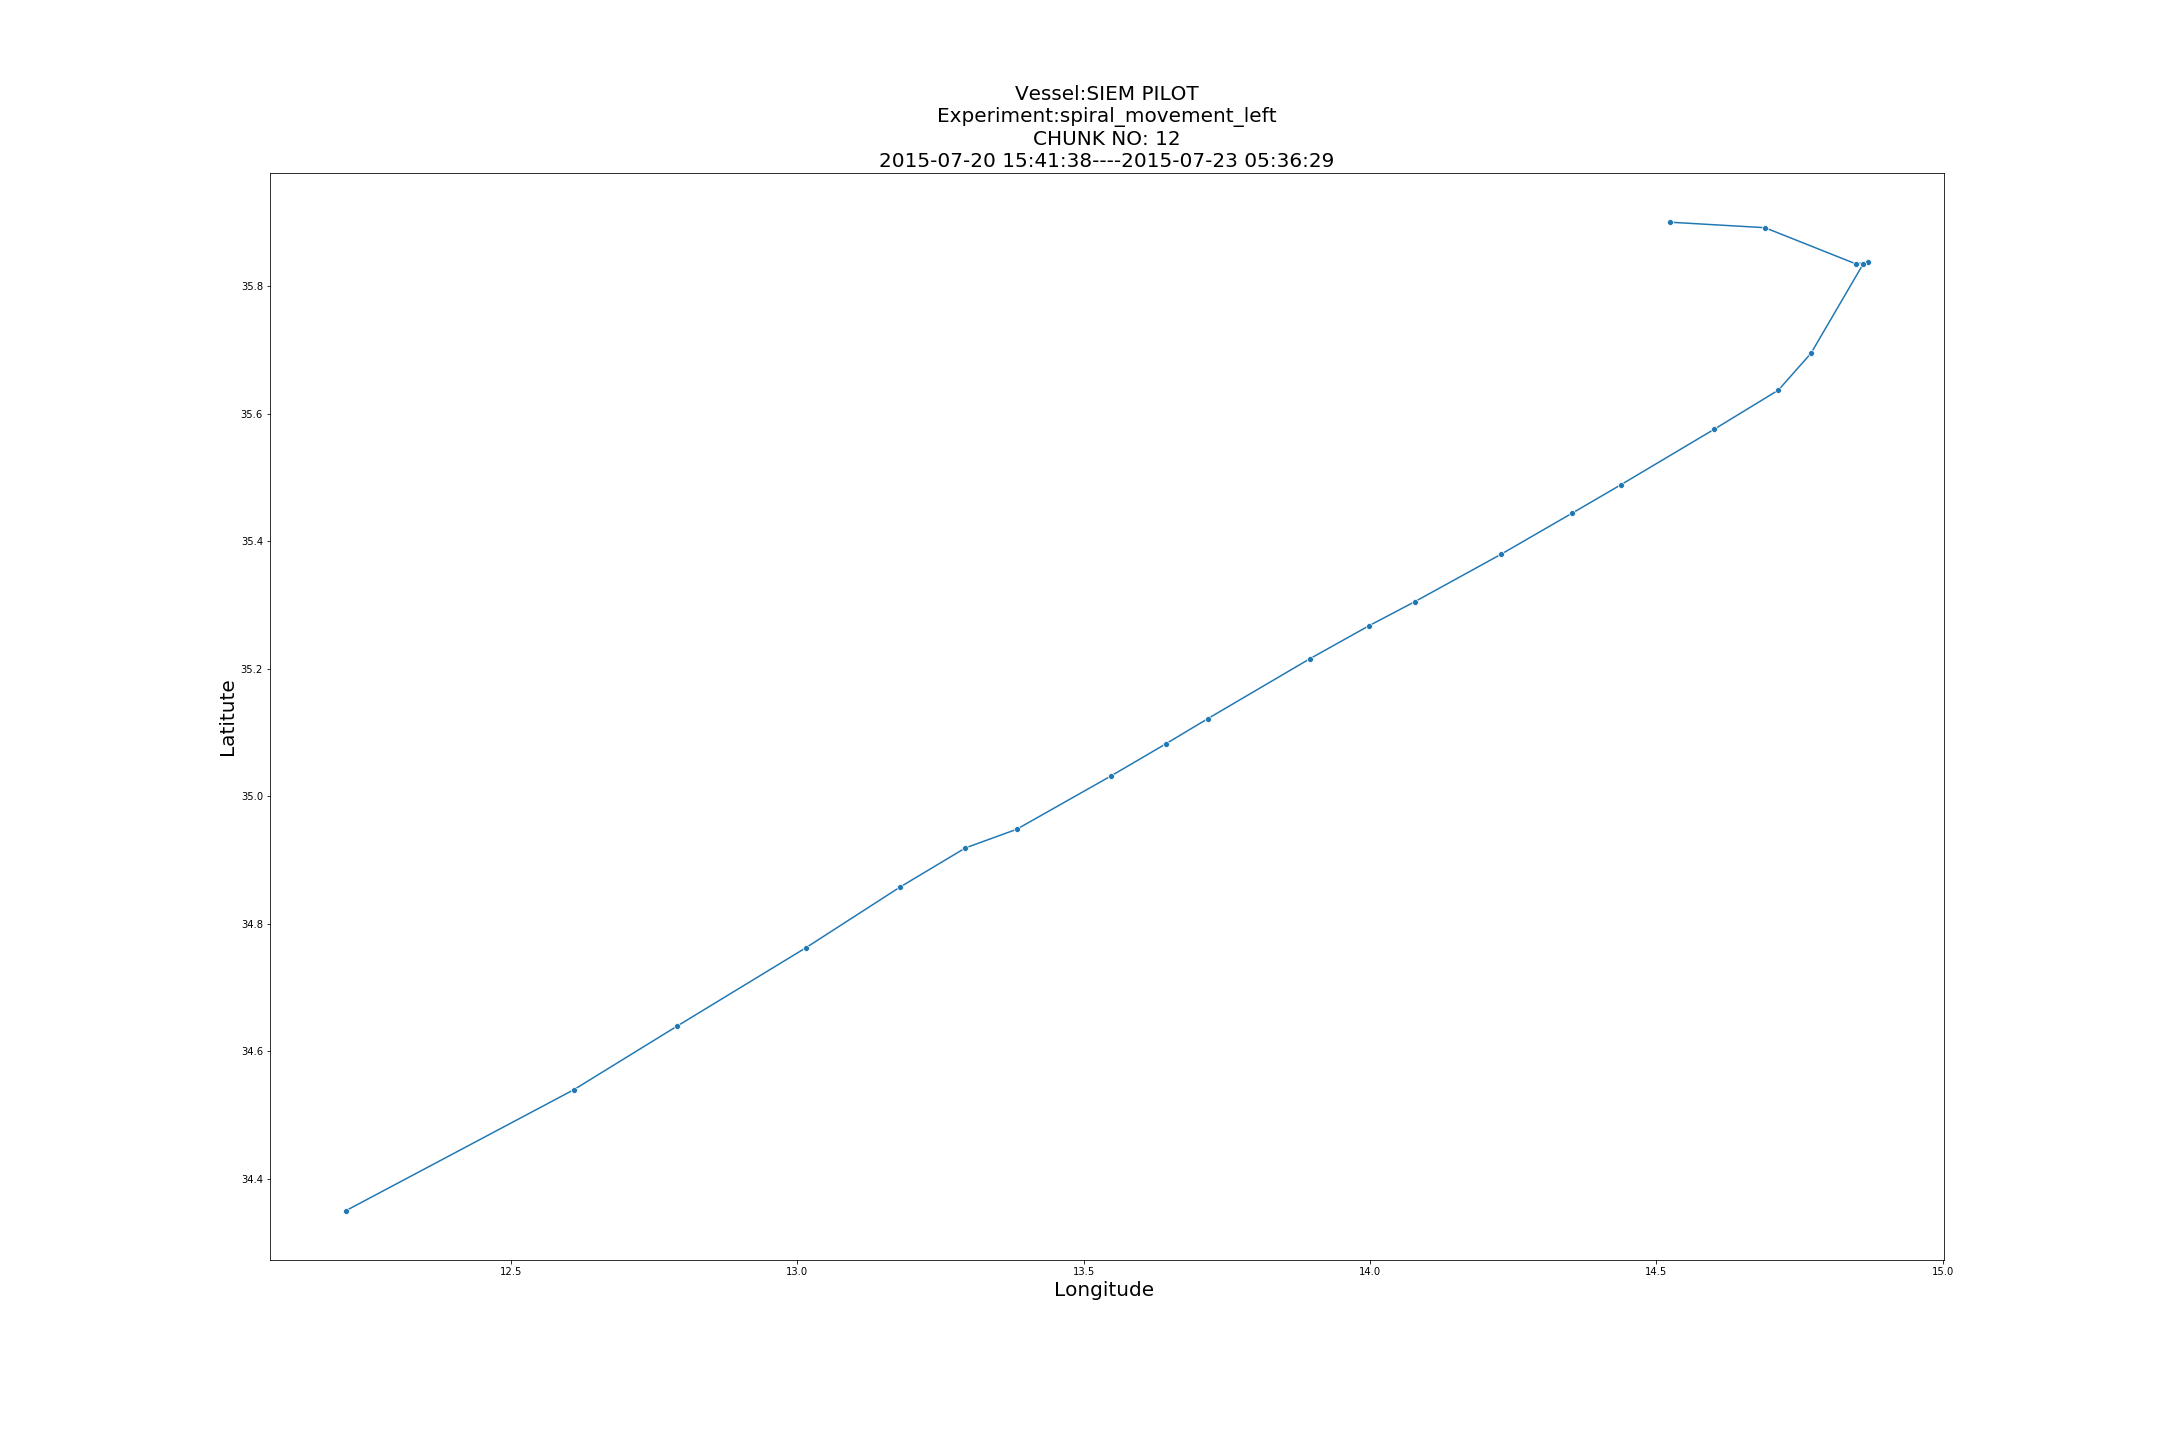 Vessel:SIEM PILOT
Experiment:spiral_movement_left
CHUNK NO: 12
2015-07-20 15:41:38----2015-07-23 05:36:29
35.8
35.6
35.4
35.2
35.0
34.8
34.6
34.4
Latitute
12.5 13.0 13.5 14.0 14.5 15.0
Longitude